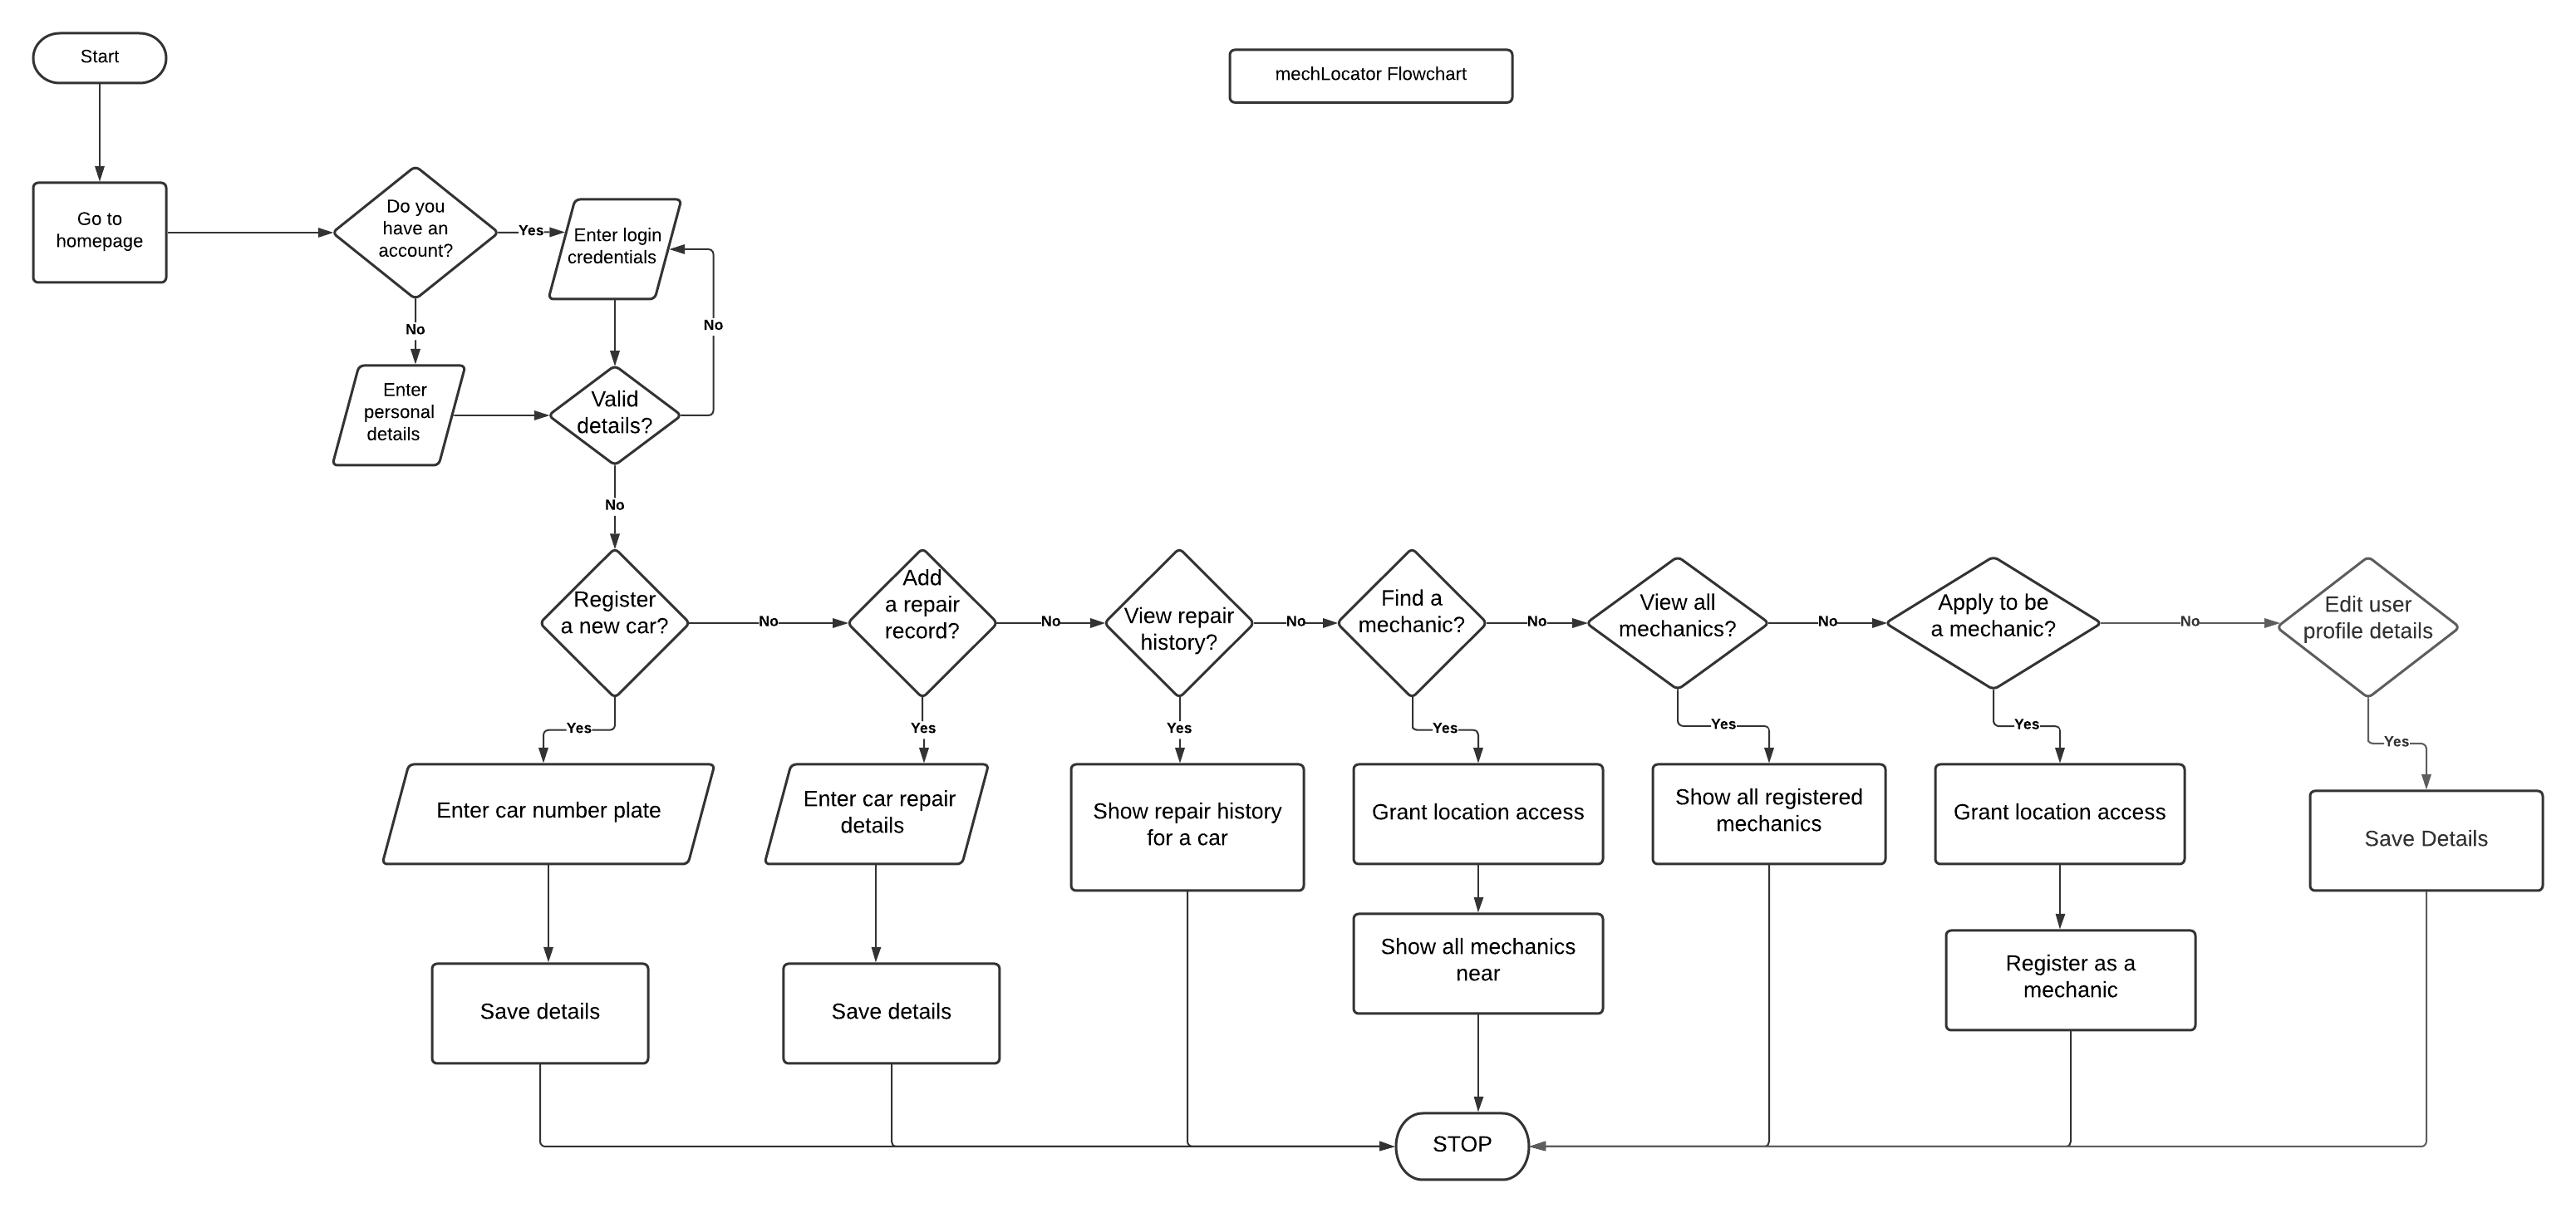 Start
mechLocator Flowchart
Go to
homepage
Do you
have an
account?
Yes
Enter login
credentials
No
No
Enter
personal
details
Valid
details?
No
Register
a new car?
No
Add
a repair
record?
No
View repair
history?
No
Find a
mechanic?
No
View all
mechanics?
No
Apply to be
a mechanic?
No
Edit user
profile details
Yes
Yes
Yes
Yes
Yes
Yes
Yes
Enter car number plate
Enter car repair
details
Show repair history
for a car
Grant location access
Show all registered
mechanics
Grant location access
Save Details
Save details
Save details
Show all mechanics
near
Register as a
mechanic
STOP